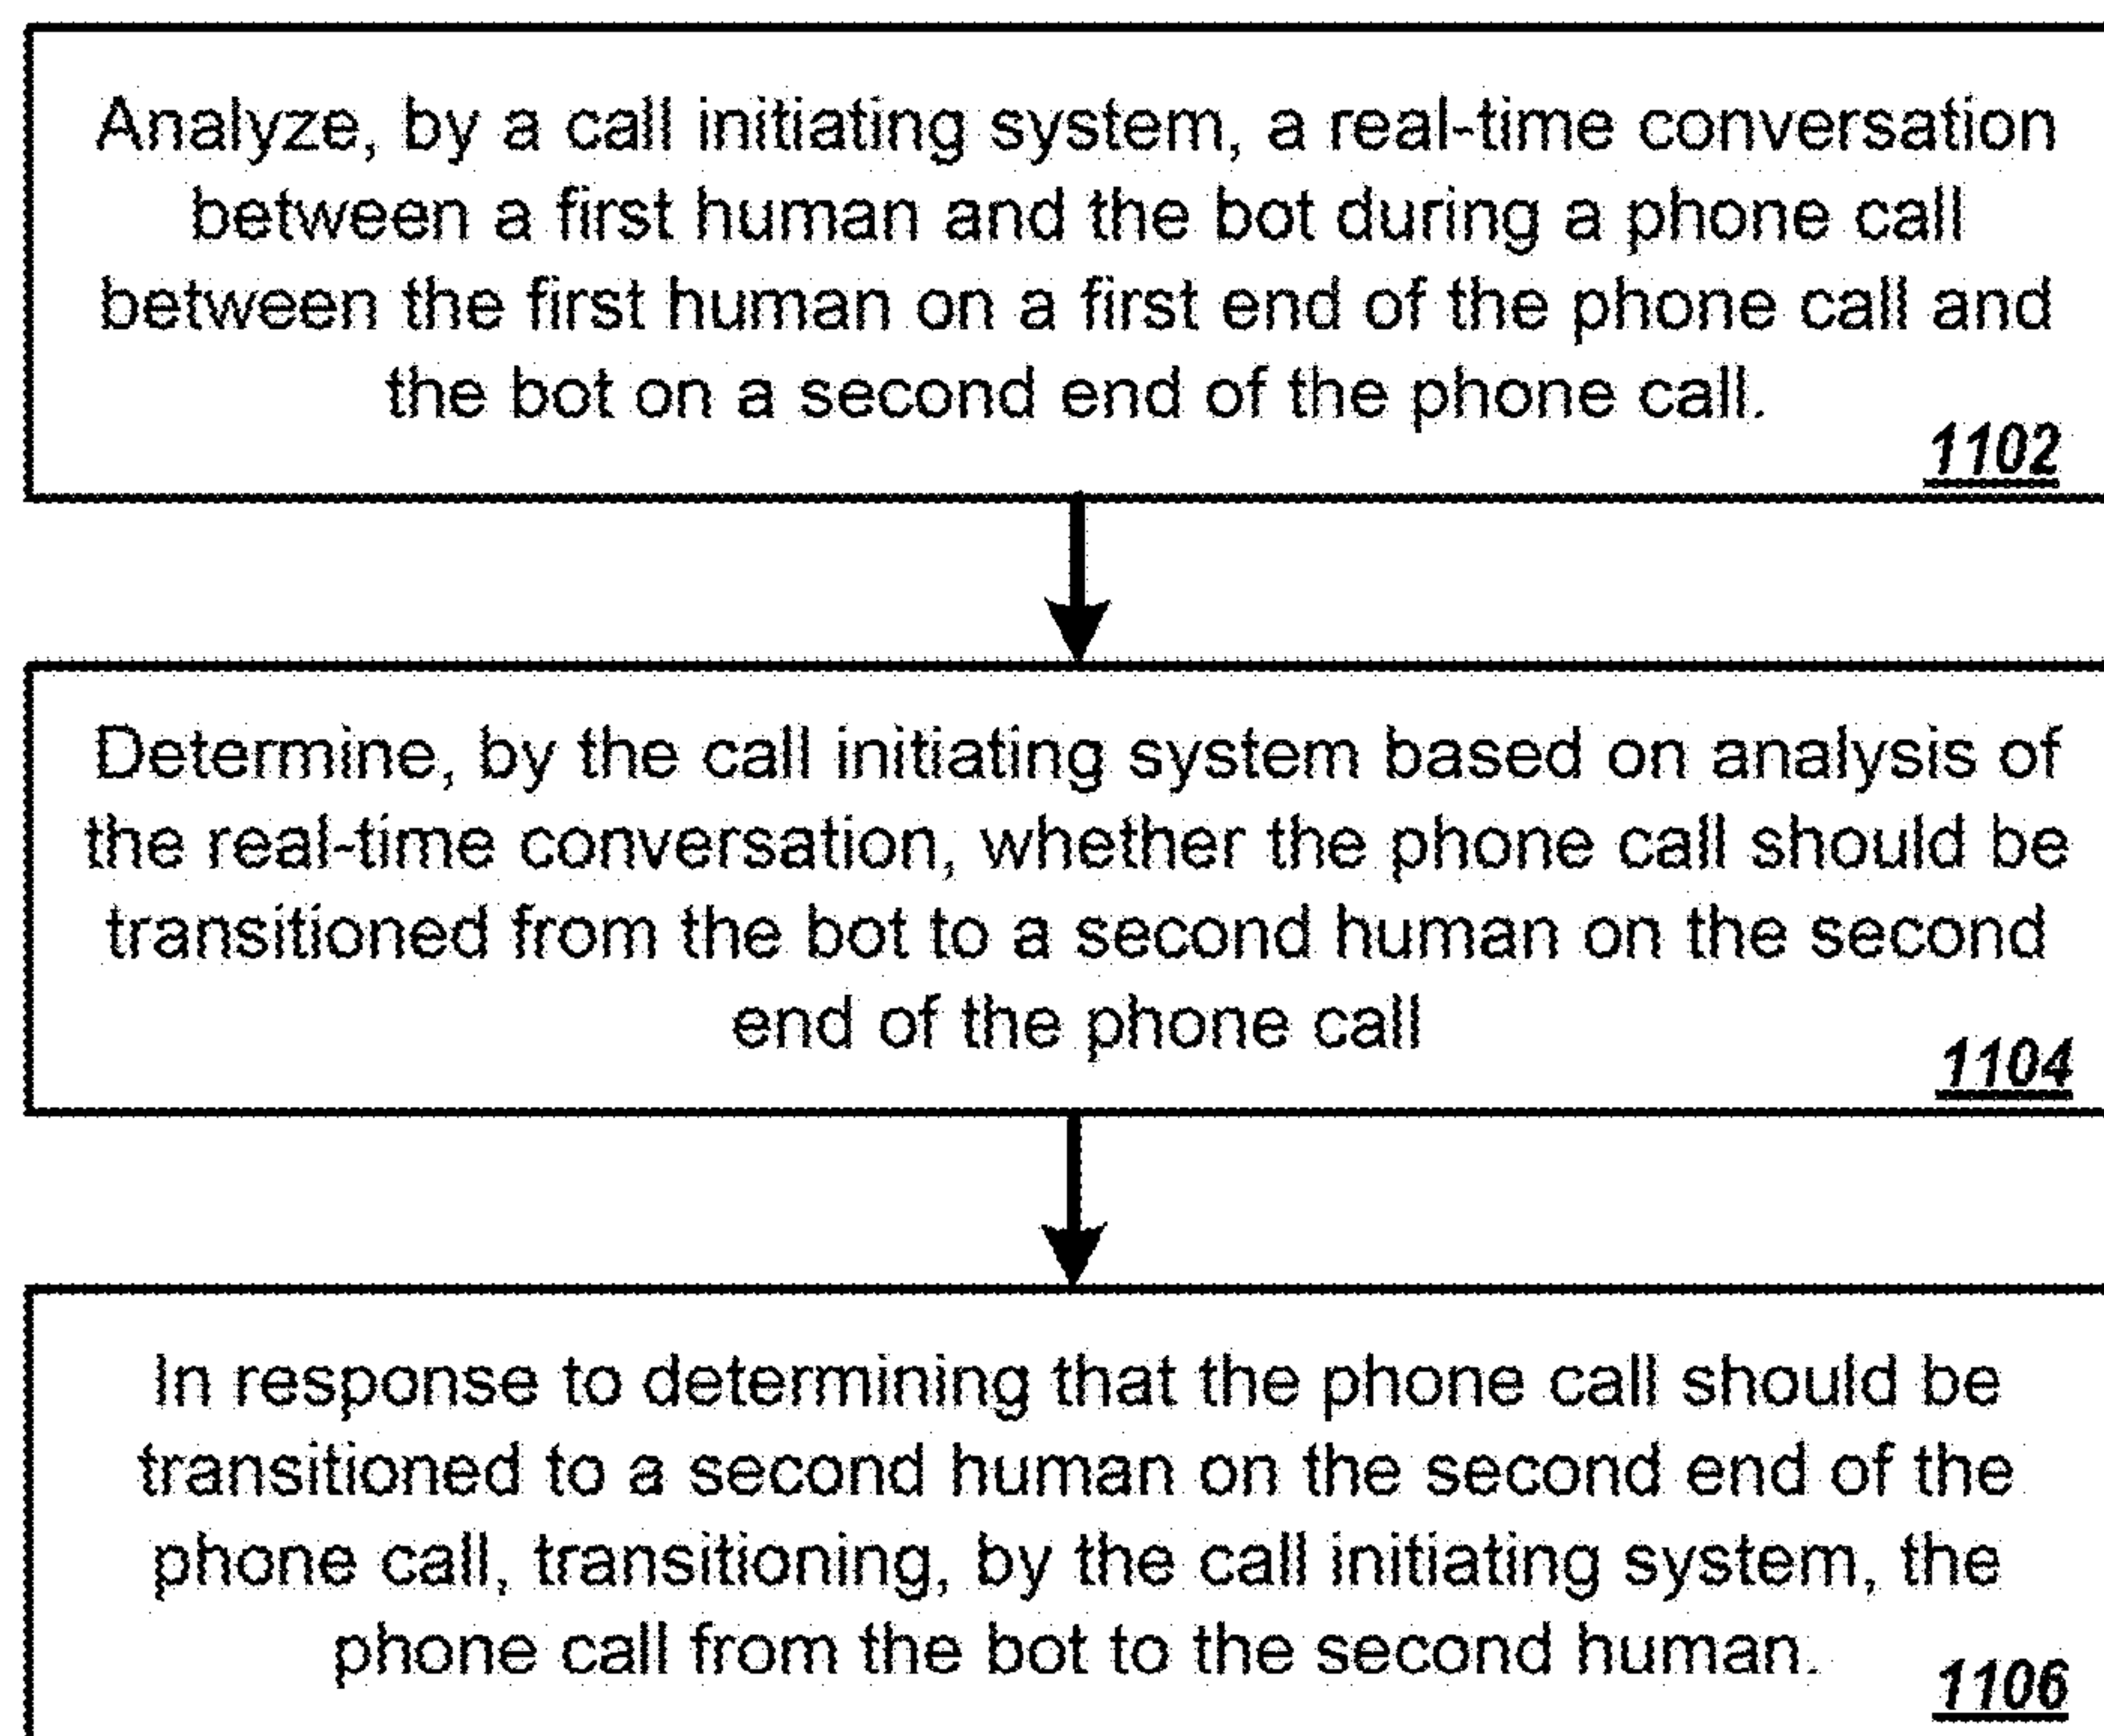 Analyze, by a call initiating system, a real-time conversation
between a first human and the bot during a phone call
between the first human on a first end of the phone call and
the bot on a second end of the phone call.
1102
Determine, by the call initiating system based on analysis of
the real-time conversation, whether the phone call should be
transitioned from the bot to a second human on the second
end of the phone call
1104
In response to determining that the phone call should be
transitioned to a second human on the second end of the
phone call, transitioning, by the call initiating system, the
phone call from the bot to the second human.
1106